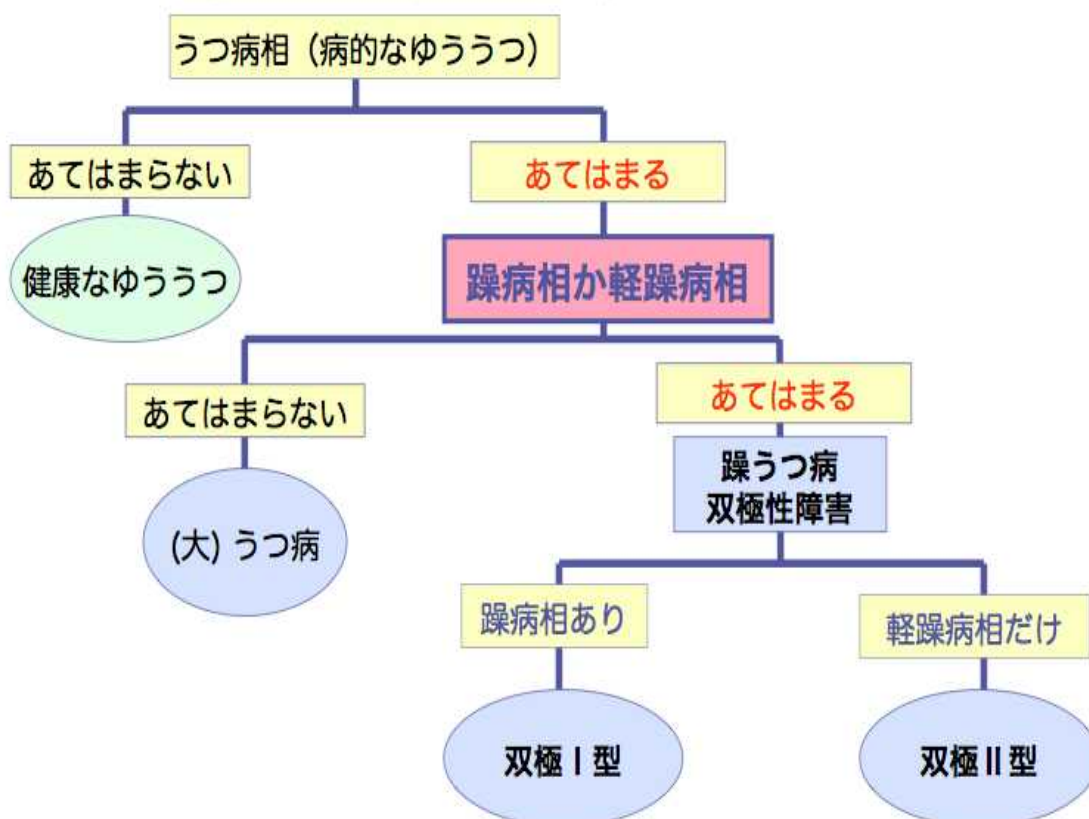 うつ病相（病的なゆううつ）
あてはまらない
あてはまる
健康なゆううつ
躁病相か軽躁病相
あてはまらない
あてはまる
躁うつ病
双極性障害
(大) うつ病
躁病相あり
軽躁病相だけ
双極Ⅰ型
双極Ⅱ型